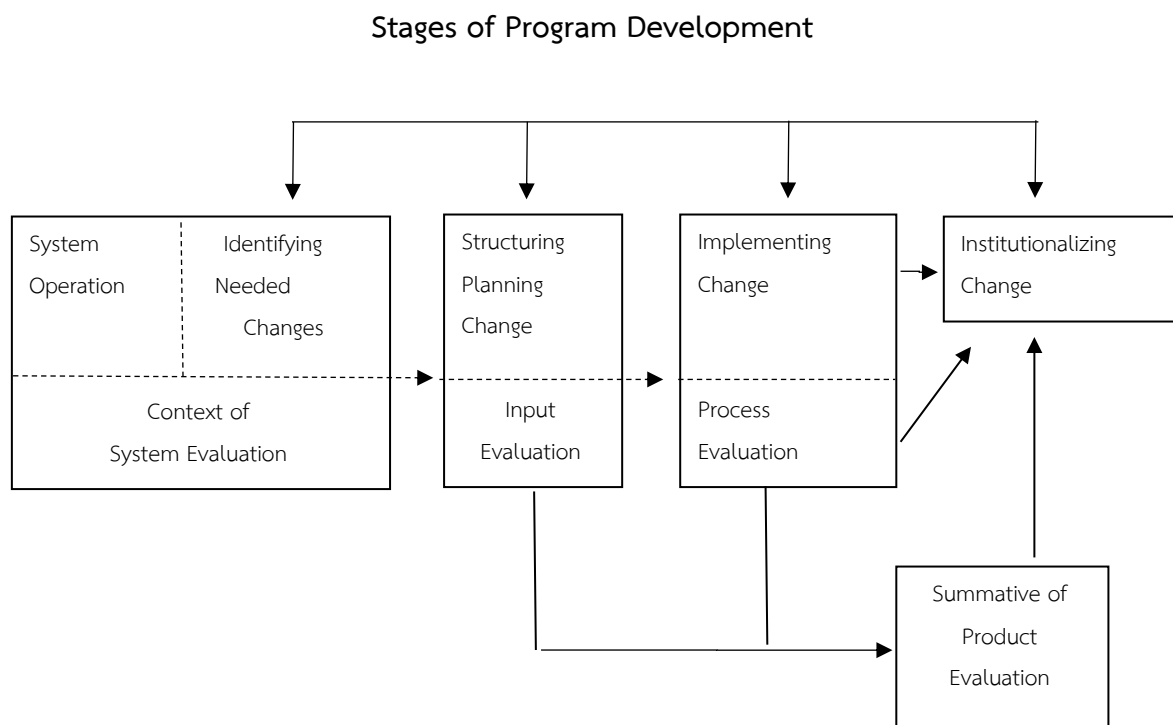 Stages of Program Development
System
Operation
Identifying
Needed
Changes
Context of
System Evaluation
Structuring
Planning
Change
Input
Evaluation
Implementing
Change
Process
Evaluation
Institutionalizing
Change
Summative of
Product
Evaluation